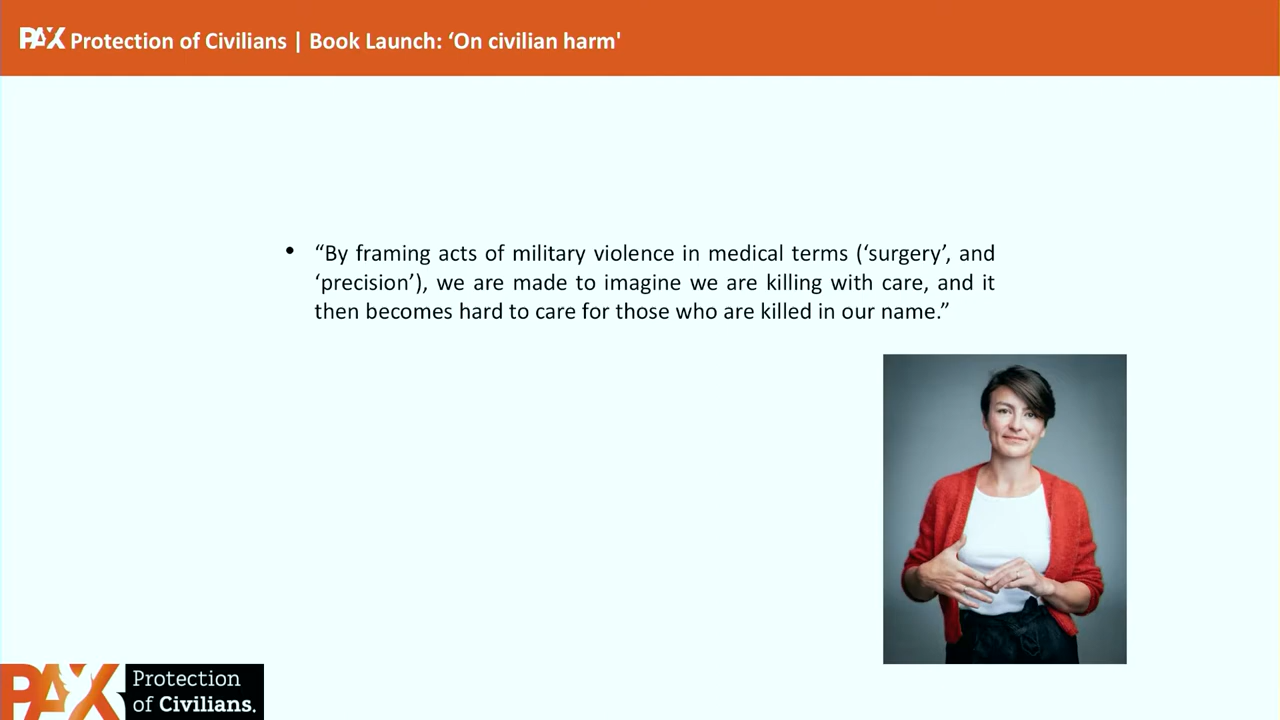 PAX Protection of Civilians | Book Launch: ‘On civilian harm'
• “By framing acts of military violence in medical terms (‘surgery’, and
‘precision’), we are made to imagine we are killing with care, and it
then becomes hard to care for those who are killed in our name.”
PAX Protection
of Civilians.